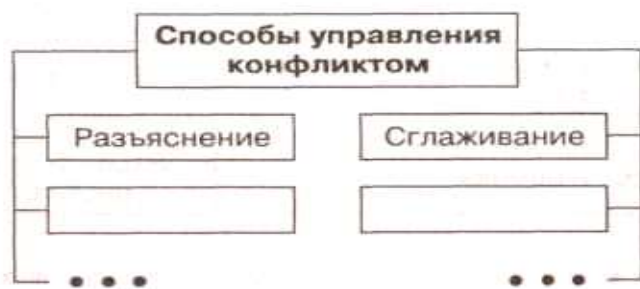 Способы управления
конфликтом
Разъяснение
Сглаживание
• • •
• • •